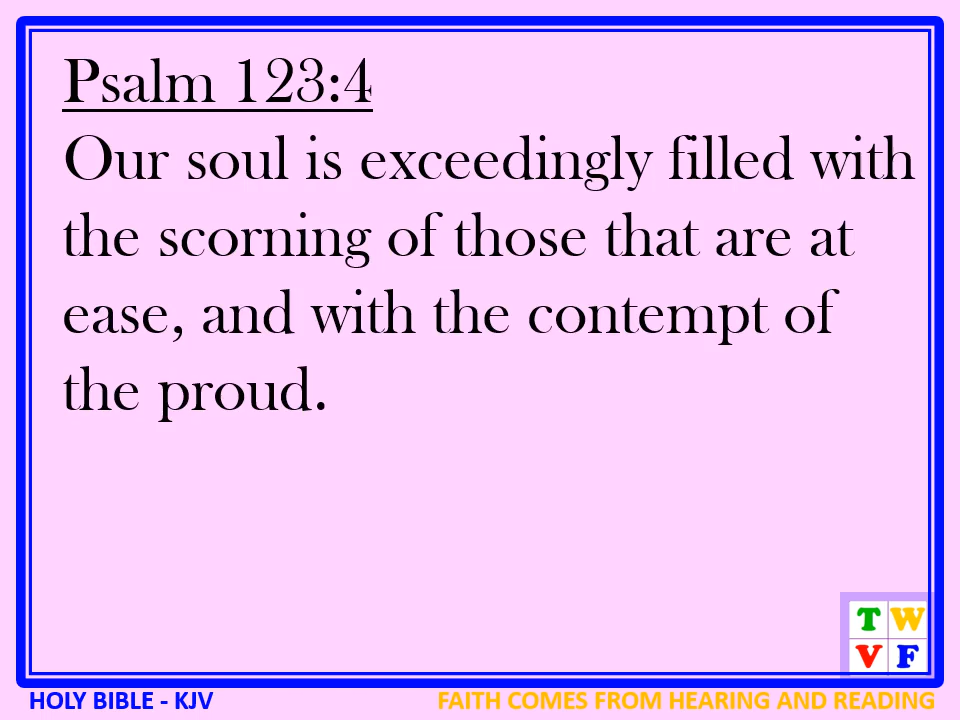 Psalm 123:4
Our soul is exceedingly filled with
the scorning of those that are at
ease, and with the contempt of
the proud.
T W
V F
HOLY BIBLE - KJV
FAITH COMES FROM HEARING AND READING